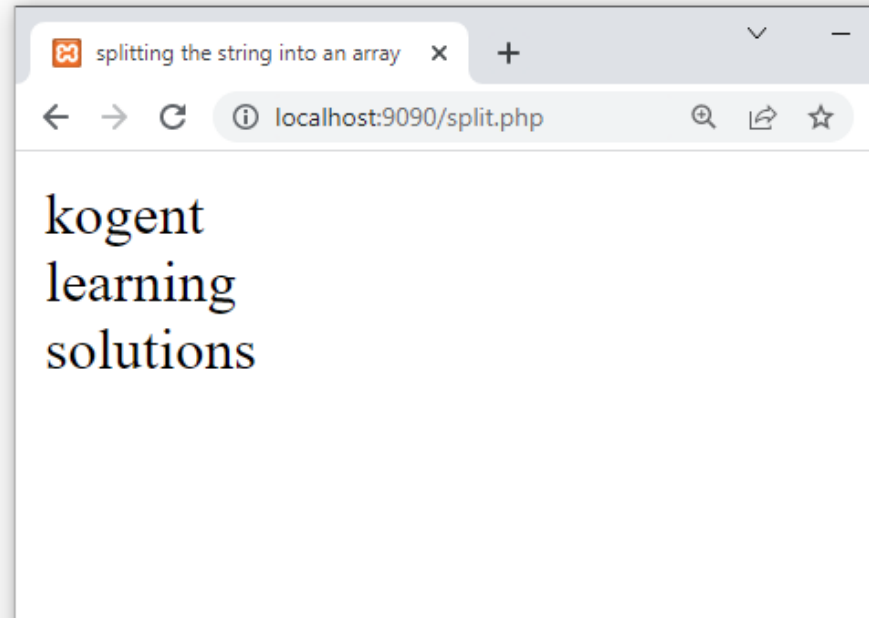 splitting the string into an array
localhost:9090/split.php
kogent
learning
solutions